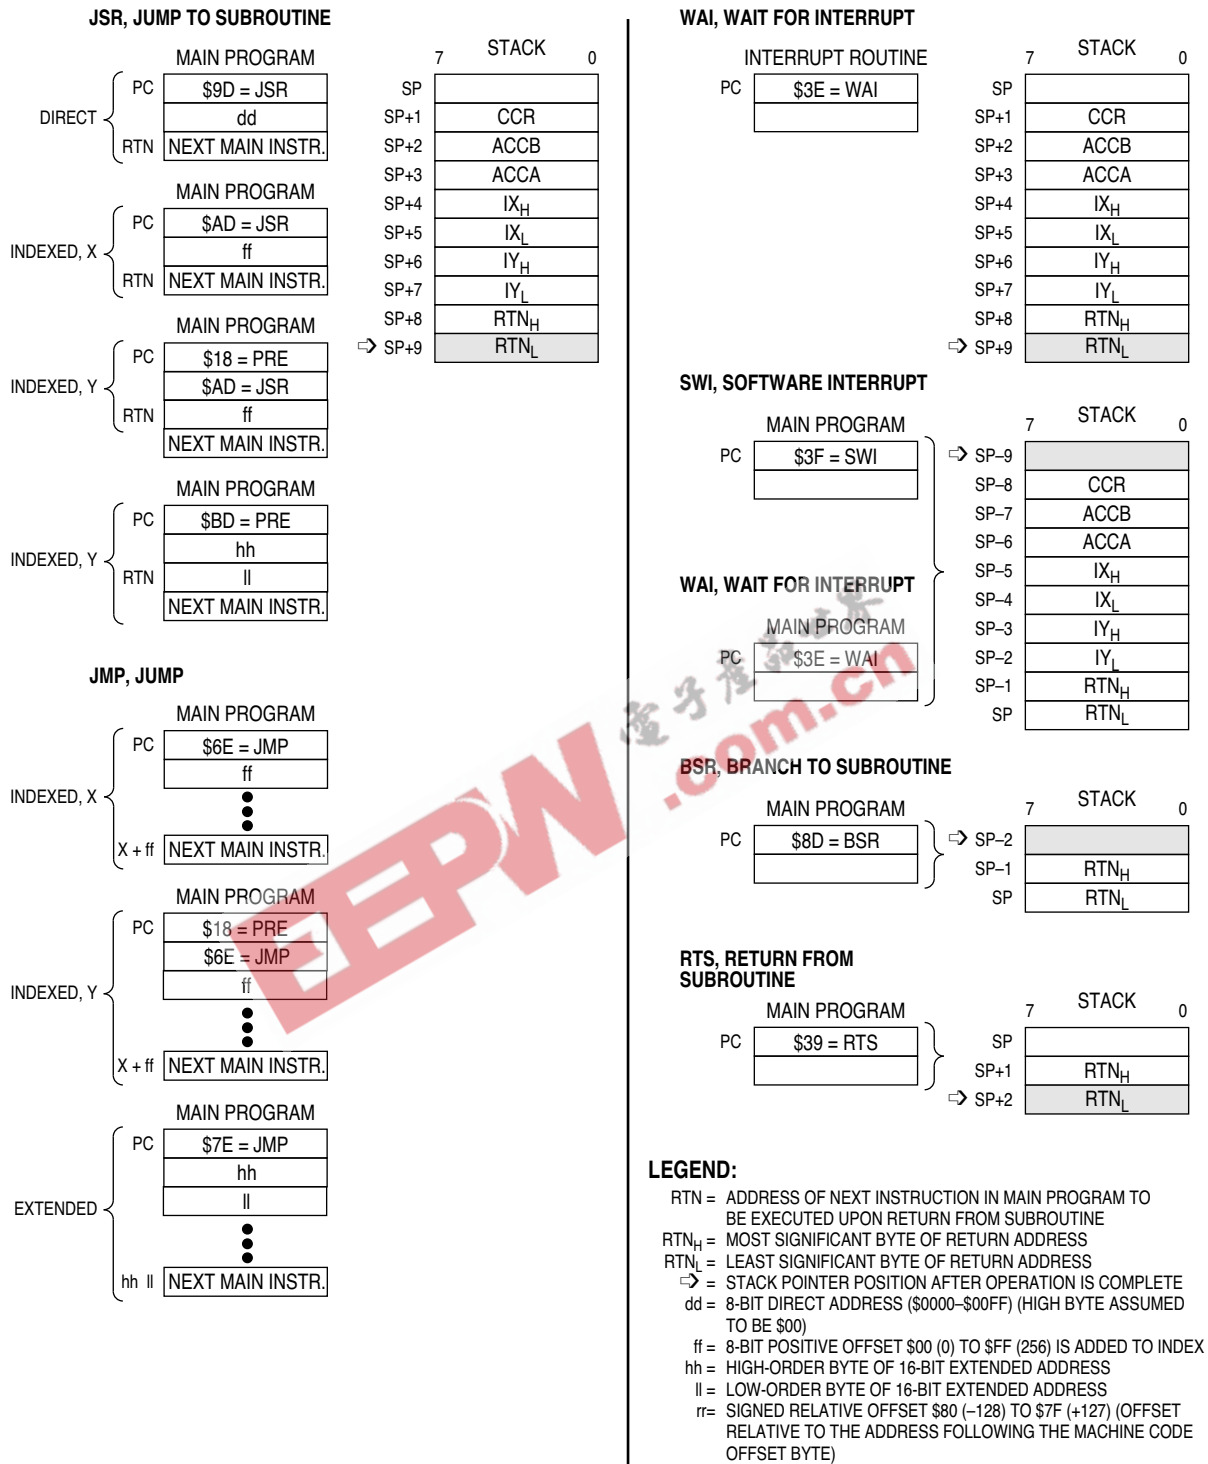 JSR, JUMP TO SUBROUTINE
MAIN PROGRAM
PC $9D = JSR
DIRECT dd
RTN NEXT MAIN INSTR.
MAIN PROGRAM
PC $AD = JSR
INDEXED, X ff
RTN NEXT MAIN INSTR.
MAIN PROGRAM
PC $18 = PRE
INDEXED, Y $AD = JSR
RTN ff
NEXT MAIN INSTR.
MAIN PROGRAM
PC $BD = PRE
hh
INDEXED, Y
RTN ll
NEXT MAIN INSTR.
7 STACK 0
SP
SP+1 CCR
SP+2 ACCB
SP+3 ACCA
SP+4 IXH
SP+5 IXL
SP+6 IYH
SP+7 IYL
SP+8 RTNH
SP+9 RTNL
JMP, JUMP
MAIN PROGRAM
PC $6E = JMP
ff
INDEXED, X
X + ff NEXT MAIN INSTR.
MAIN PROGRAM
PC $18 = PRE
$6E = JMP
INDEXED, Y ff
X + ff NEXT MAIN INSTR.
MAIN PROGRAM
PC $7E = JMP
hh
EXTENDED ll
hh ll NEXT MAIN INSTR.
WAI, WAIT FOR INTERRUPT
INTERRUPT ROUTINE
PC $3E = WAI
7 STACK 0
SP
SP+1 CCR
SP+2 ACCB
SP+3 ACCA
SP+4 IXH
SP+5 IXL
SP+6 IYH
SP+7 IYL
SP+8 RTNH
SP+9 RTNL
SWI, SOFTWARE INTERRUPT
MAIN PROGRAM
PC $3F = SWI
WAI, WAIT FOR INTERRUPT
MAIN PROGRAM
PC $3E = WAI
7 STACK 0
SP–9
SP–8 CCR
SP–7 ACCB
SP–6 ACCA
SP–5 IXH
SP–4 IXL
SP–3 IYH
SP–2 IYL
SP–1 RTNH
SP RTNL
BSR, BRANCH TO SUBROUTINE
MAIN PROGRAM
PC $8D = BSR
7 STACK 0
SP–2
SP–1 RTNH
SP RTNL
RTS, RETURN FROM
SUBROUTINE
MAIN PROGRAM
PC $39 = RTS
7 STACK 0
SP
SP+1 RTNH
SP+2 RTNL
LEGEND:
RTN = ADDRESS OF NEXT INSTRUCTION IN MAIN PROGRAM TO
BE EXECUTED UPON RETURN FROM SUBROUTINE
RTNH = MOST SIGNIFICANT BYTE OF RETURN ADDRESS
RTNL = LEAST SIGNIFICANT BYTE OF RETURN ADDRESS
➩ = STACK POINTER POSITION AFTER OPERATION IS COMPLETE
dd = 8-BIT DIRECT ADDRESS ($0000–$00FF) (HIGH BYTE ASSUMED
TO BE $00)
ff = 8-BIT POSITIVE OFFSET $00 (0) TO $FF (256) IS ADDED TO INDEX
hh = HIGH-ORDER BYTE OF 16-BIT EXTENDED ADDRESS
ll = LOW-ORDER BYTE OF 16-BIT EXTENDED ADDRESS
rr= SIGNED RELATIVE OFFSET $80 (–128) TO $7F (+127) (OFFSET
RELATIVE TO THE ADDRESS FOLLOWING THE MACHINE CODE
OFFSET BYTE)
EEPW.com.cn
電子產品世界